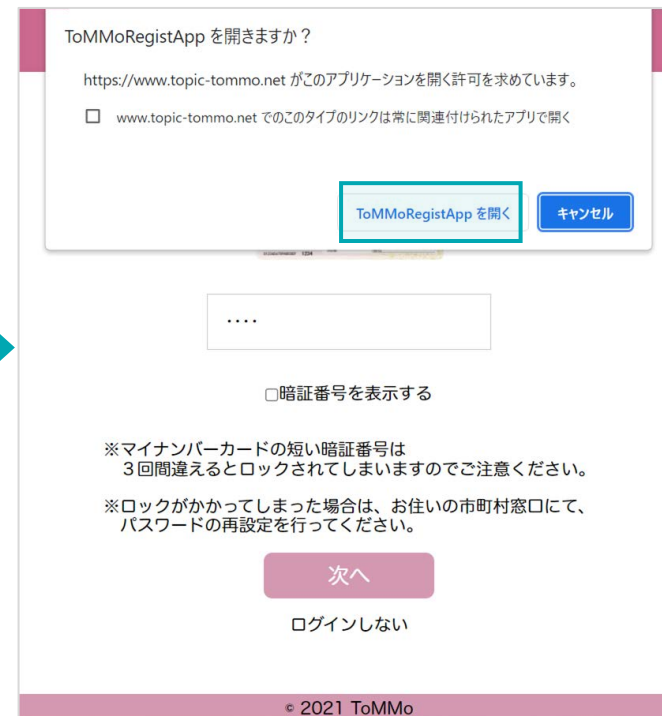 ToMMoRegistApp を開きますか？
https://www.topic-tommo.net がこのアプリケーションを開く許可を求めています。
www.topic-tommo.net でのこのタイプのリンクは常に関連付けられたアプリで開く
ToMMoRegistApp を開く キャンセル
1234
････
暗証番号を表示する
※マイナンバーカードの短い暗証番号は
３回間違えるとロックされてしまいますのでご注意ください。
※ロックがかかってしまった場合は、お住いの市町村窓口にて、
パスワードの再設定を行ってください。
次へ
ログインしない
© 2021 ToMMo